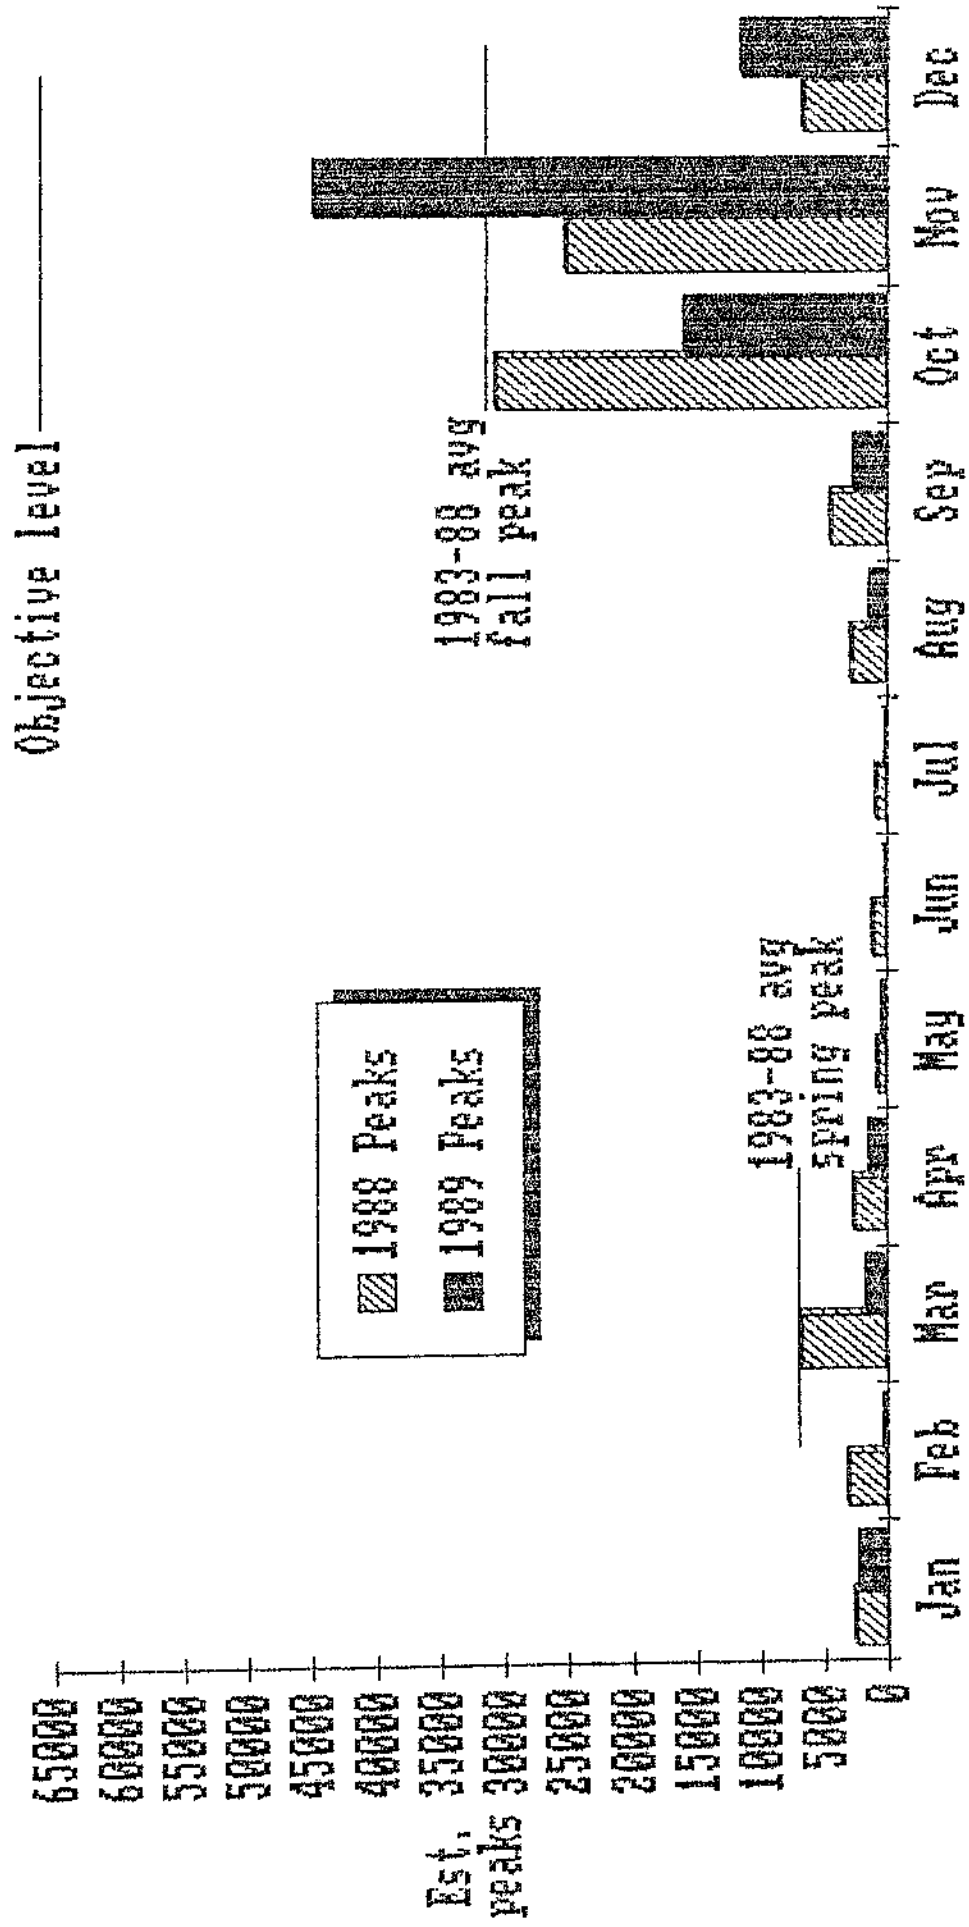 Objective level
1983-88 avg
fall peak
1988 Peaks
1989 Peaks
1983-88 avg
spring peak
Est.
peaks
65000
60000
55000
50000
45000
40000
35000
30000
25000
20000
15000
10000
5000
0
Jan
Feb
Mar
Apr
May
Jun
Jul
Aug
Sep
Oct
Nov
Dec